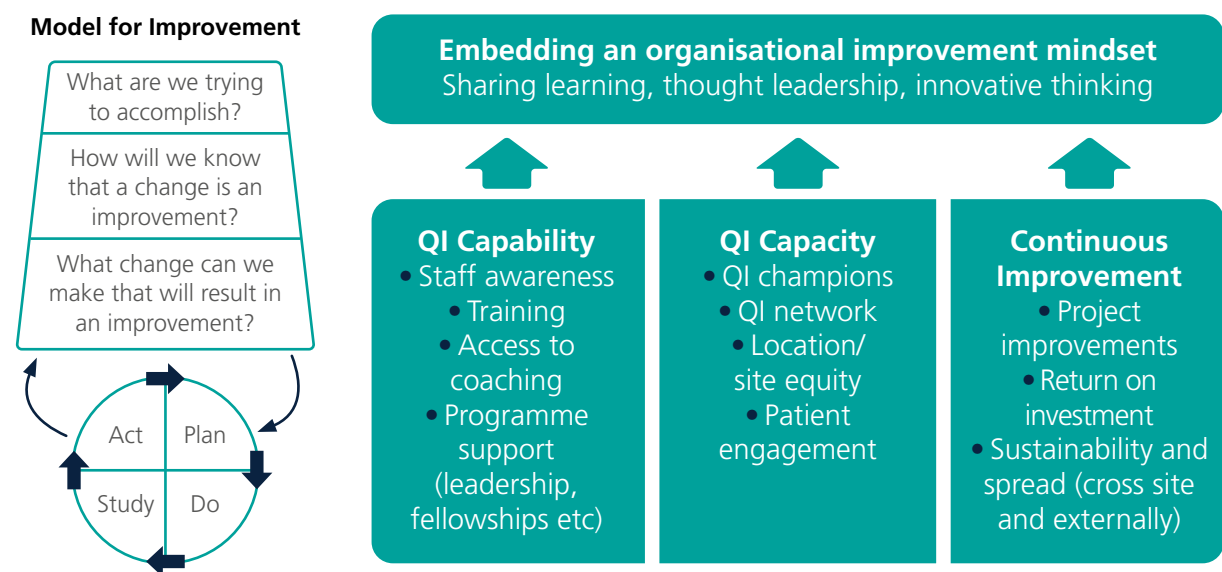 Model for Improvement
What are we trying
to accomplish?
How will we know
that a change is an
improvement?
What change can we
make that will result in
an improvement?
Act
Plan
Study
Do
Embedding an organisational improvement mindset
Sharing learning, thought leadership, innovative thinking
QI Capability
• Staff awareness
• Training
• Access to
coaching
• Programme
support
(leadership,
fellowships etc)
QI Capacity
• QI champions
• QI network
• Location/
site equity
• Patient
engagement
Continuous
Improvement
• Project
improvements
• Return on
investment
• Sustainability and
spread (cross site
and externally)